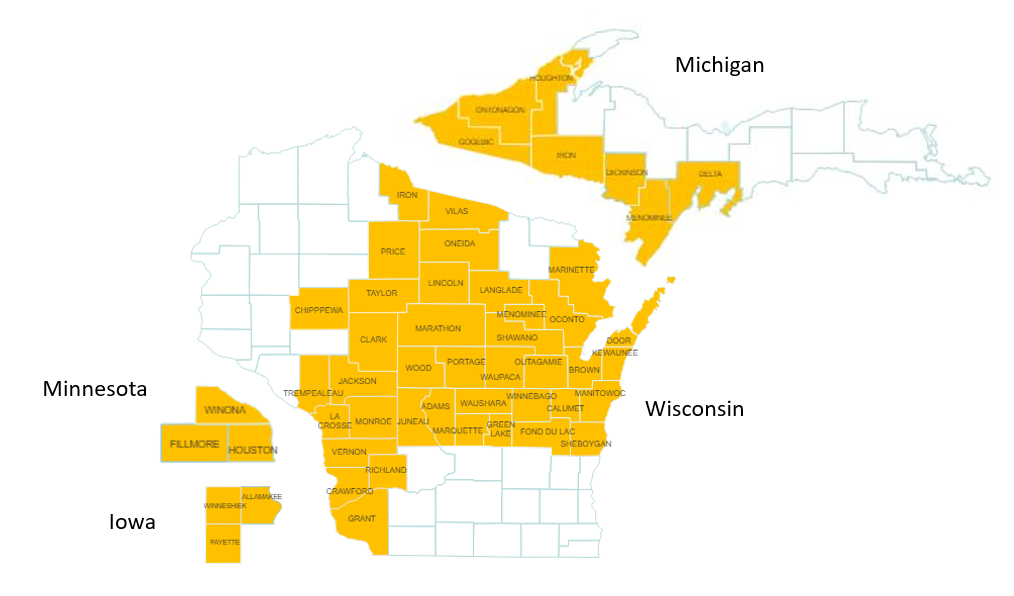 Michigan
HOUGHTON
ONTONAGON
GOGEBIC
IRON
DICKINSON
DELTA
MENOMINEE
IRON
VILAS
PRICE
ONEIDA
MARINETTE
LINCOLN
LANGLADE
TAYLOR
CHIPPPEWA
MENOMINEE
OCONTO
MARATHON
SHAWANO
CLARK
DOOR
KEWAUNEE
WOOD
PORTAGE
OUTAGAMIE
BROWN
WAUPACA
JACKSON
TREMPEALEAU
Minnesota
Wisconsin
WINNEBAGO
MANITOWOC
ADAMS
WAUSHARA
CALUMET
WINONA
LA
CROSSE
MONROE
JUNEAU
MARQUETTE
GREEN
LAKE
FOND DU LAC
SHEBOYGAN
FILLMORE
HOUSTON
VERNON
RICHLAND
CRAWFORD
GRANT
Iowa
WINNESHIEK
ALLAMAKEE
FAYETTE